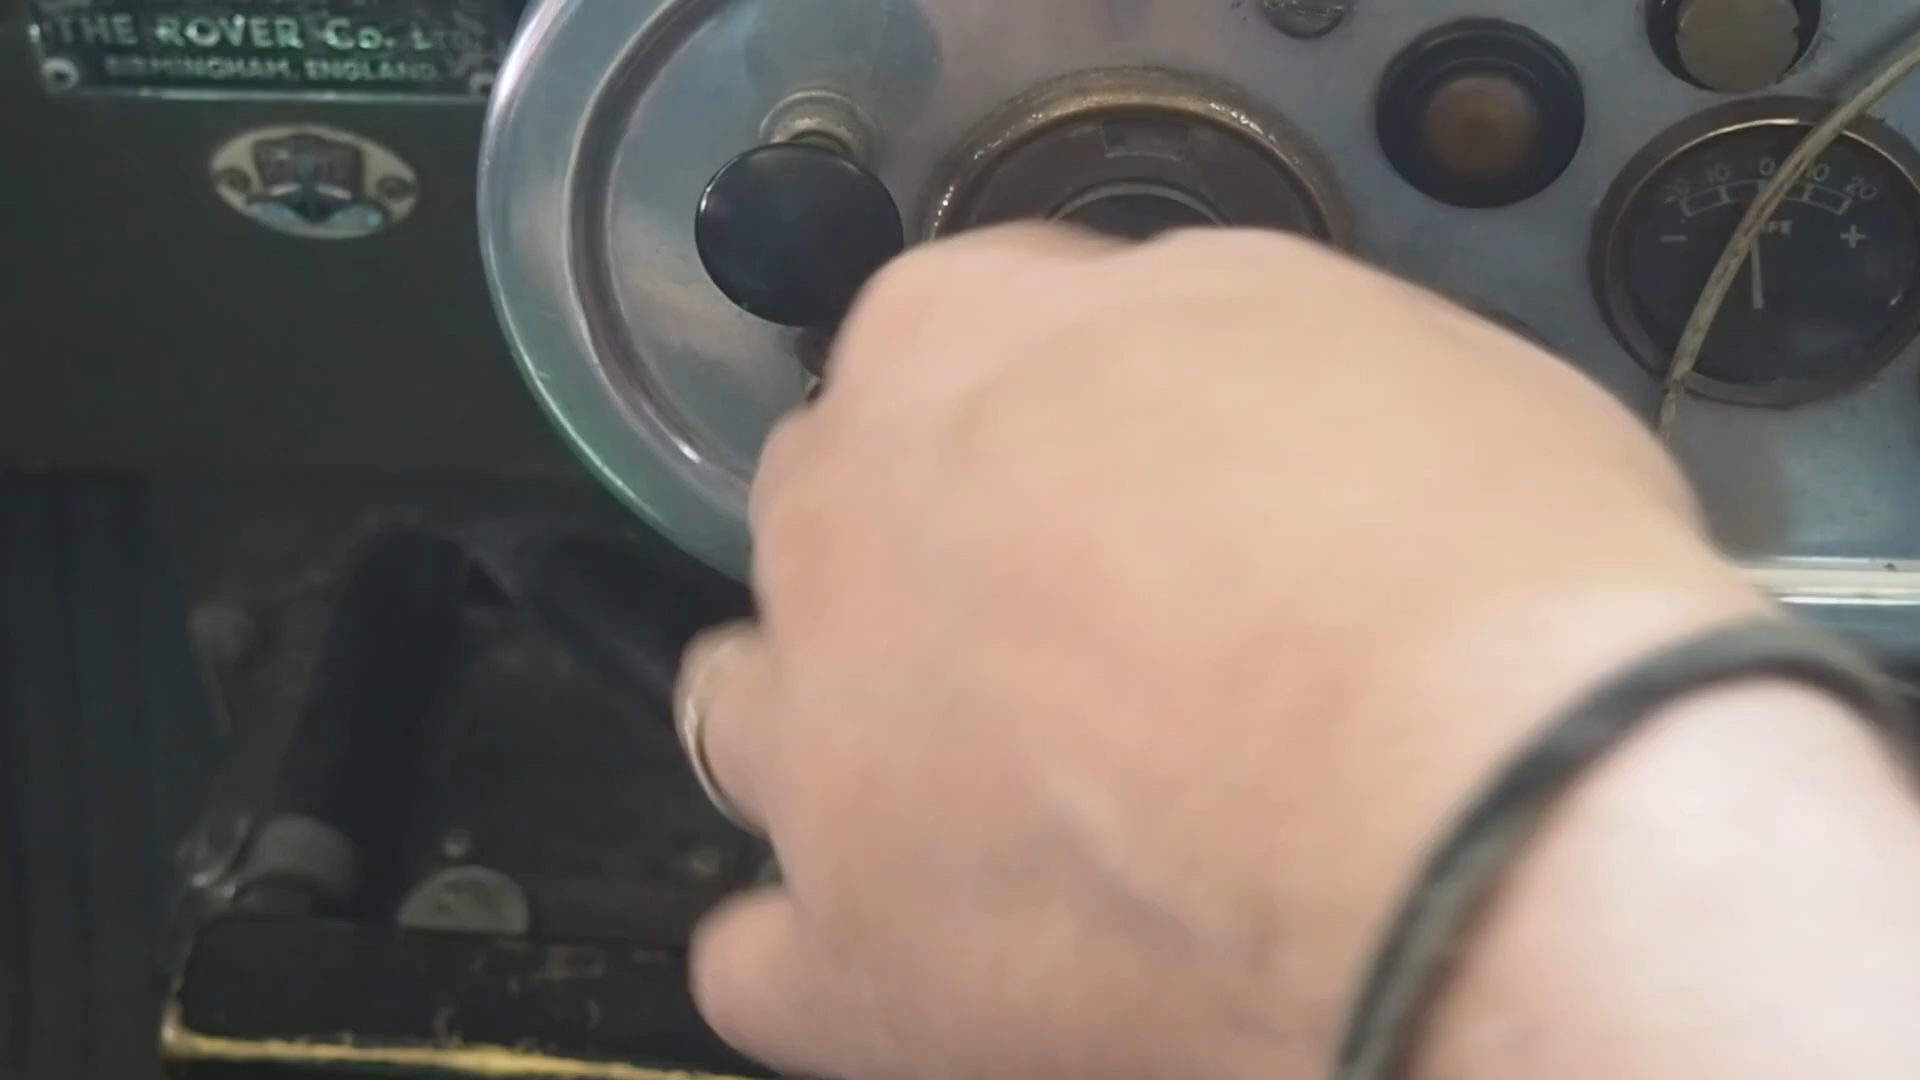 THE ROVER Co. LTD
BIRMINGHAM, ENGLAND.
20 10 0 10 20
- +